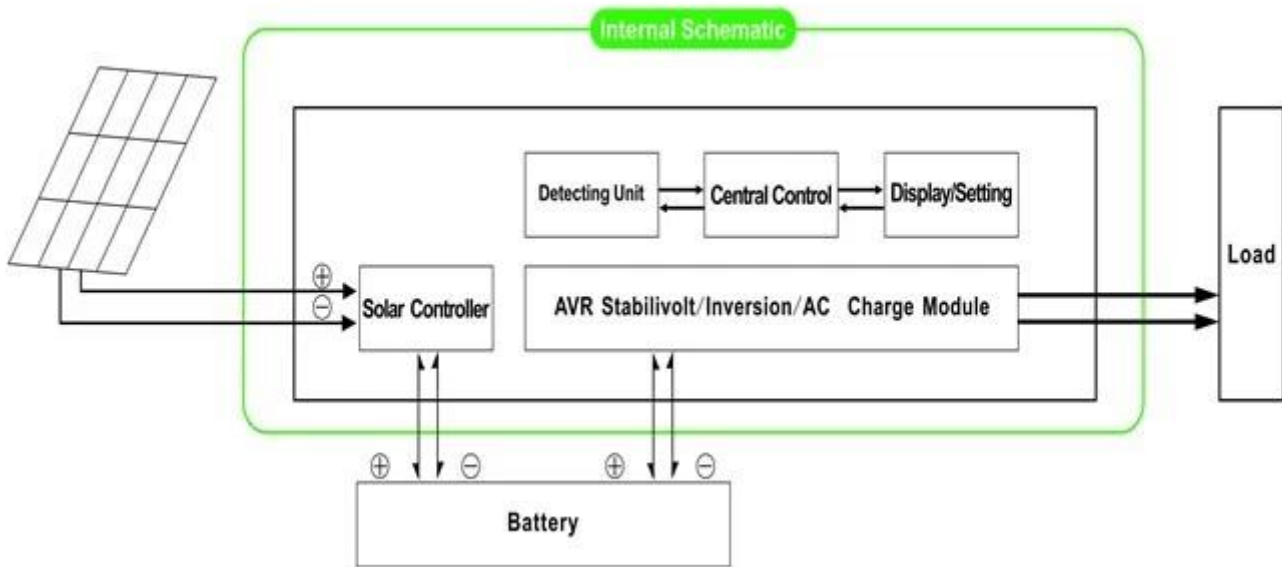 Internal Schematic
Detecting Unit
Central Control
Display/Setting
Load
⊕
⊖
Solar Controller
AVR Stabilivolt/Inversion/AC Charge Module
⊕ ⊖ ⊕ ⊖
Battery